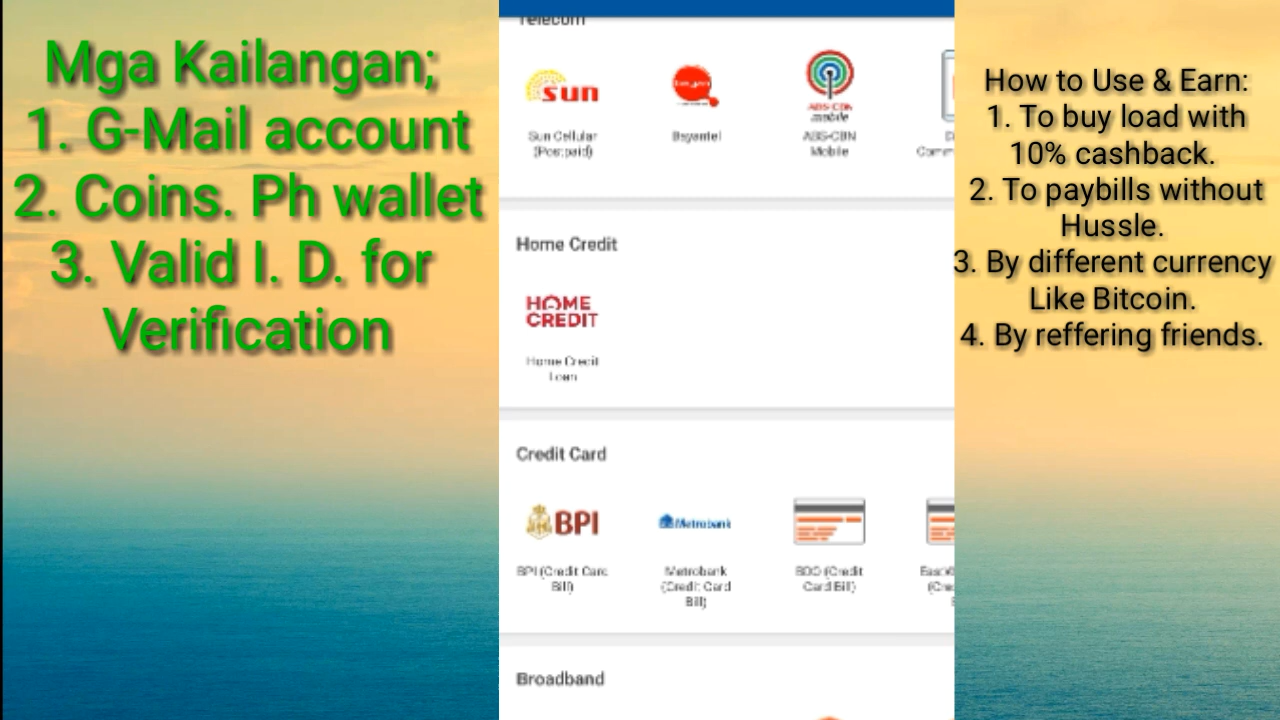 Mga Kailangan;
1. G-Mail account
2. Coins. Ph wallet
3. Valid I. D. for
Verification
Telecom
sun
Sun Cellular
(Postpaid)
Bayantel
ABS-CBN
mobile
ABS-CBN
Mobile
Home Credit
HOME
CREDIT
Home Credit
Loan
Credit Card
BPI
BPI (Credit Card
Bill)
Metrobank
Metrobank
(Credit Card
Bill)
BDO (Credit
Card Bill)
Broadband
How to Use & Earn:
1. To buy load with
10% cashback.
2. To paybills without
Hussle.
3. By different currency
Like Bitcoin.
4. By reffering friends.